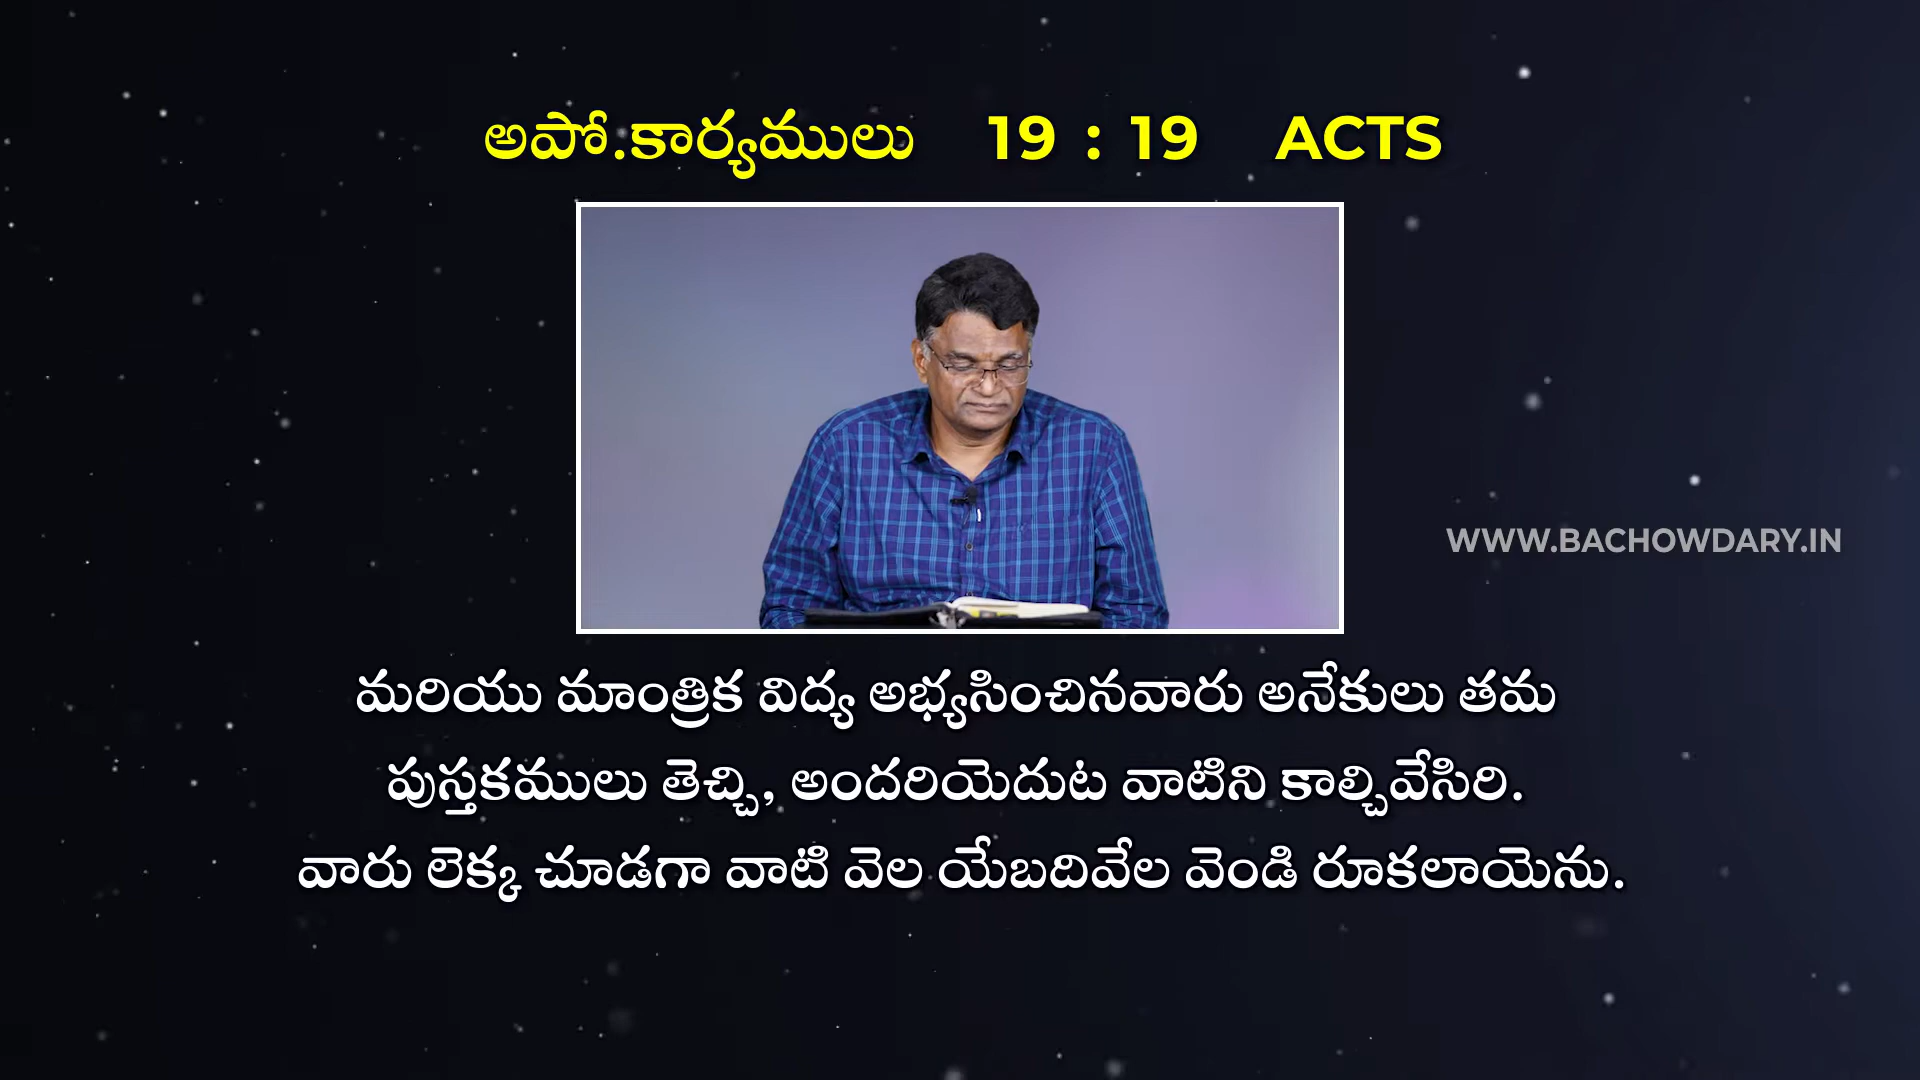 అపో.కార్యములు 19 : 19 ACTS
WWW.BACHOWDARY.IN
మరియు మాంత్రిక విద్య అభ్యసించినవారు అనేకులు తమ
పుస్తకములు తెచ్చి, అందరియెదుట వాటిని కాల్చివేసిరి.
వారు లెక్క చూడగా వాటి వెల యేబదివేల వెండి రూకలాయెను.